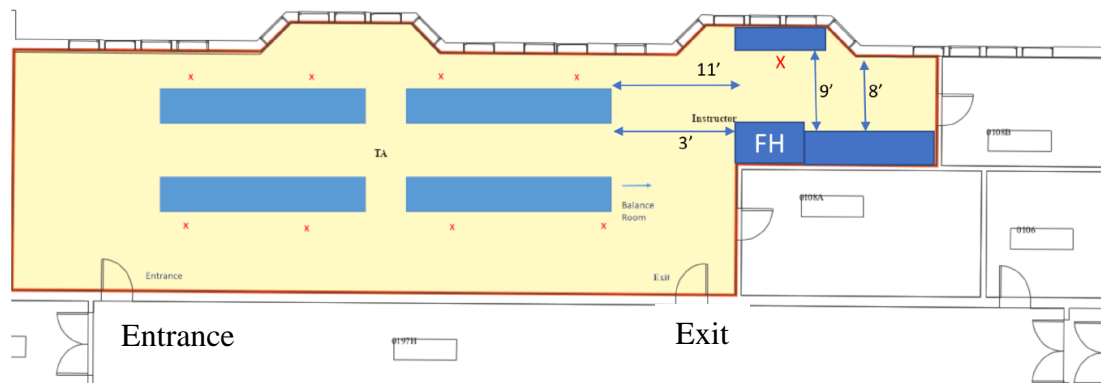 x
x
x
x
X
11'
9'
8'
Instructor
3'
FH
0108B
TA
Balance
Room
0108A
x
x
x
x
0106
Entrance
Exit
Entrance
Exit
0197H